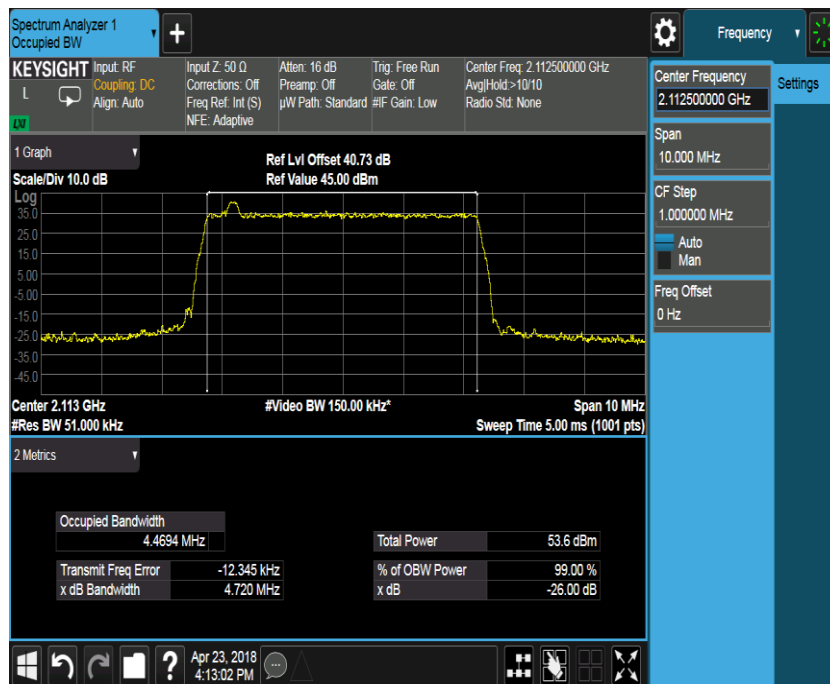 Spectrum Analyzer 1
Occupied BW
+
Frequency
KEYSIGHT
L
LXI
Input: RF
Coupling: DC
Align: Auto
Input Z: 50 Ω
Corrections: Off
Freq Ref: Int (S)
NFE: Adaptive
Atten: 16 dB
Preamp: Off
µW Path: Standard
Trig: Free Run
Gate: Off
#IF Gain: Low
Center Freq: 2.112500000 GHz
Avg|Hold:>10/10
Radio Std: None
Center Frequency
2.112500000 GHz
Settings
Span
10.000 MHz
CF Step
1.000000 MHz
Auto
Man
Freq Offset
0 Hz
1 Graph
Scale/Div 10.0 dB
Ref Lvl Offset 40.73 dB
Ref Value 45.00 dBm
Log
35.0
25.0
15.0
5.00
-5.00
-15.0
-25.0
-35.0
-45.0
Center 2.113 GHz
#Res BW 51.000 kHz
#Video BW 150.00 kHz*
Span 10 MHz
Sweep Time 5.00 ms (1001 pts)
2 Metrics
Occupied Bandwidth
4.4694 MHz
Total Power 53.6 dBm
Transmit Freq Error -12.345 kHz
% of OBW Power 99.00 %
x dB Bandwidth 4.720 MHz
x dB -26.00 dB
?
Apr 23, 2018
4:13:02 PM